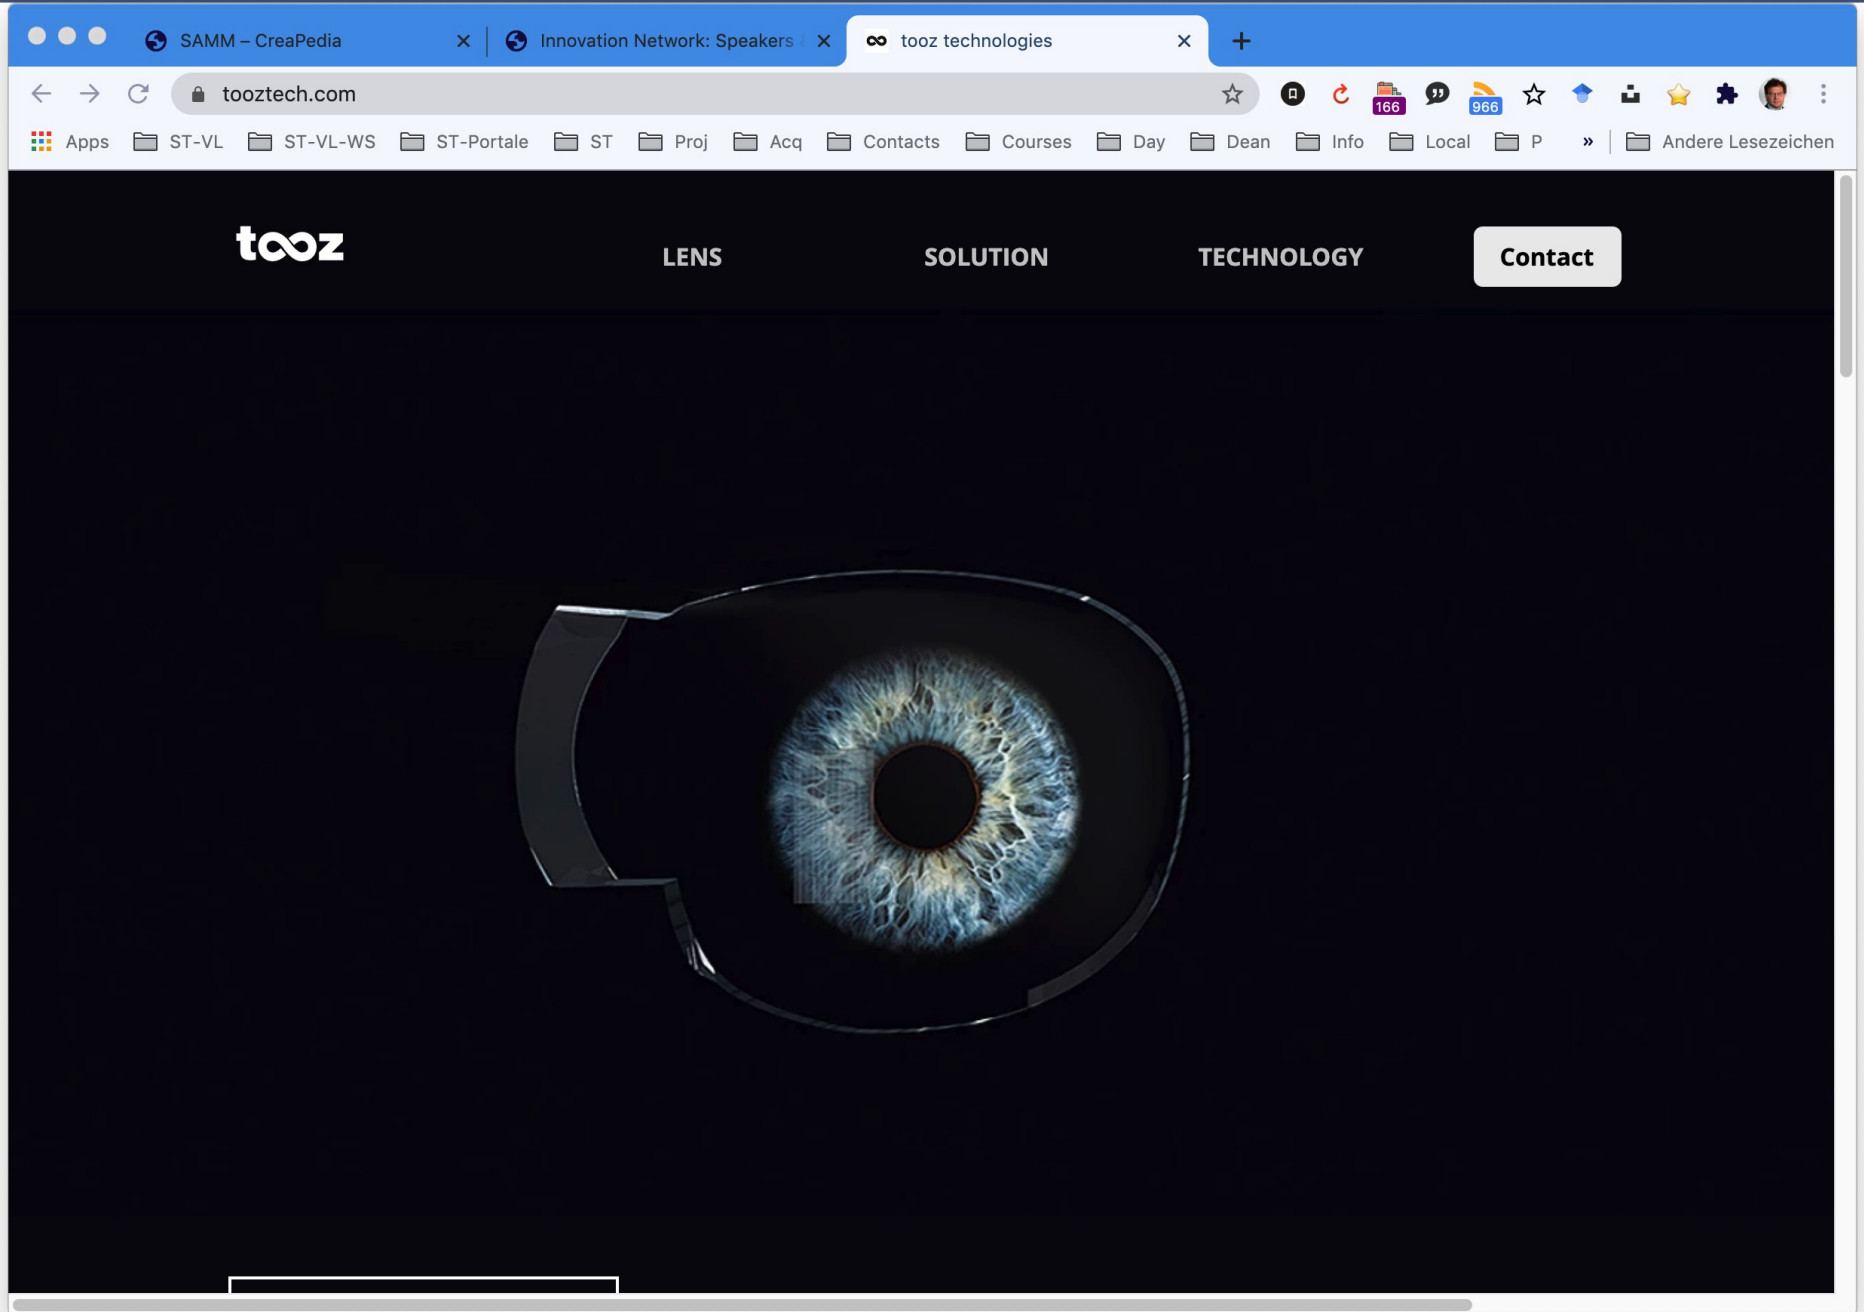 SAMM – CreaPedia
Innovation Network: Speakers
tooz technologies
tooztech.com
166
966
Apps ST-VL ST-VL-WS ST-Portale ST Proj Acq Contacts Courses Day Dean Info Local P » Andere Lesezeichen
tooz
LENS SOLUTION TECHNOLOGY Contact